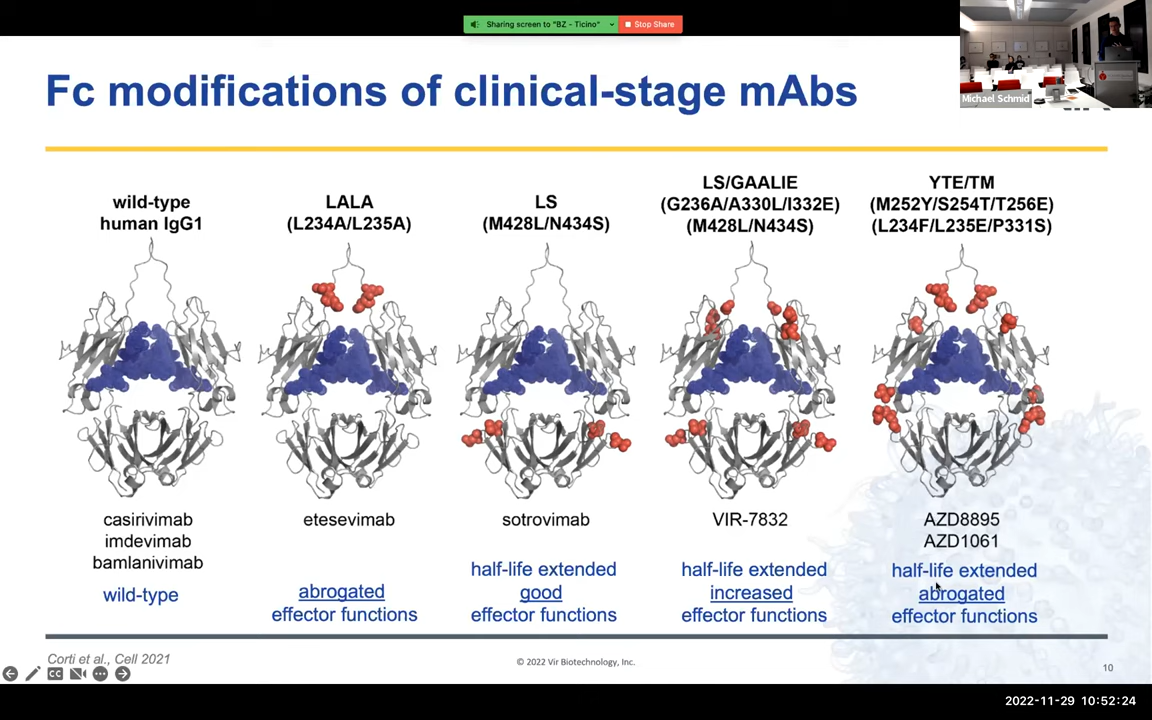 Sharing screen to "BZ - Ticino"
Stop Share
Michael Schmid
Fc modifications of clinical-stage mAbs
wild-type
human IgG1
LALA
(L234A/L235A)
LS
(M428L/N434S)
LS/GAALIE
(G236A/A330L/I332E)
(M428L/N434S)
YTE/TM
(M252Y/S254T/T256E)
(L234F/L235E/P331S)
casirivimab
imdevimab
bamlanivimab
wild-type
etesevimab
abrogated
effector functions
sotrovimab
half-life extended
good
effector functions
VIR-7832
half-life extended
increased
effector functions
AZD8895
AZD1061
half-life extended
abrogated
effector functions
Corti et al., Cell 2021
© 2022 Vir Biotechnology, Inc.
10
CC
2022-11-29 10:52:24